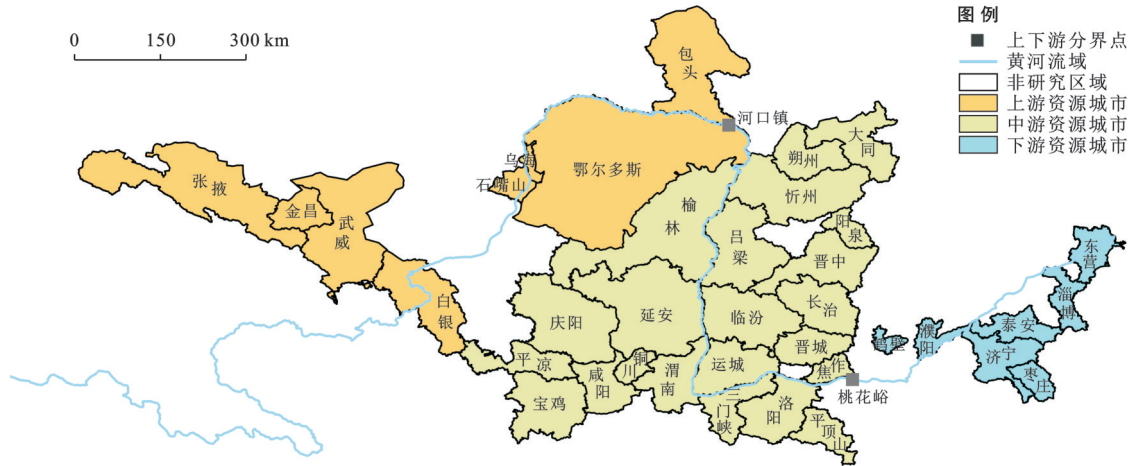 图例
上下游分界点
黄河流域
非研究区域
上游资源城市
中游资源城市
下游资源城市
0 150 300 km
包头
河口镇
大同
朔州
乌海
石嘴山
鄂尔多斯
忻州
张掖
金昌
武威
榆林
阳泉
吕梁
晋中
东营
白银
淄博
庆阳
延安
临汾
长治
鹤壁
濮阳
泰安
济宁
枣庄
平凉
铜川
咸阳
渭南
运城
晋城
焦作
宝鸡
三门峡
洛阳
平顶山
桃花峪